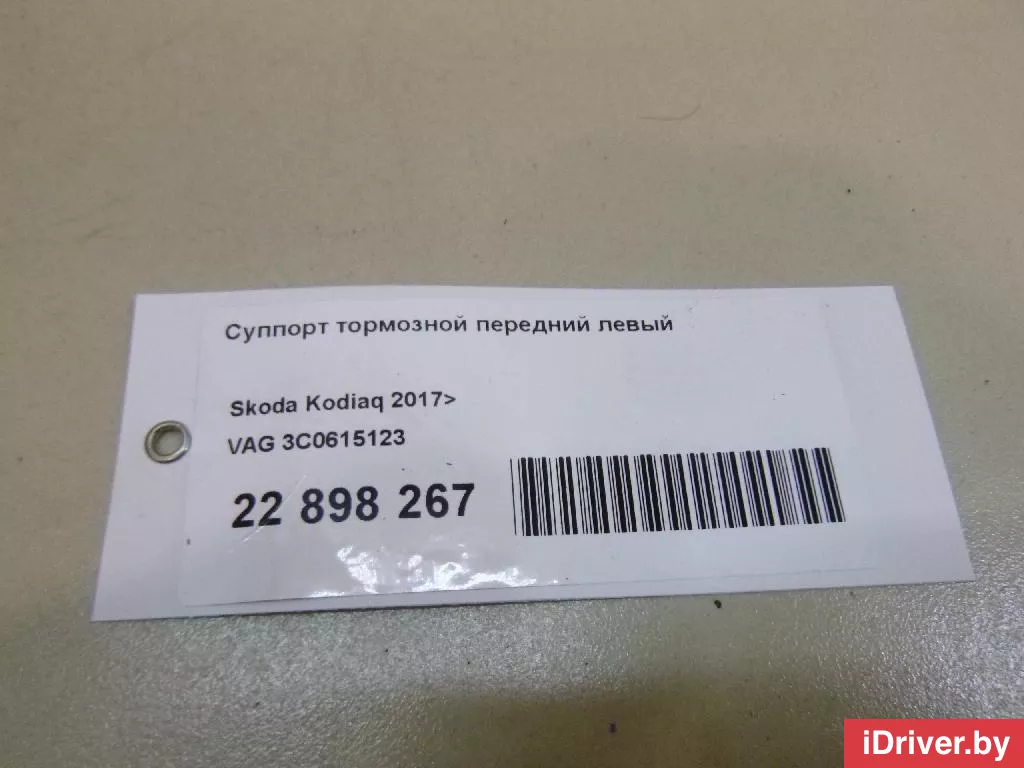 Суппорт тормозной передний левый
Skoda Kodiaq 2017>
VAG 3C0615123
22 898 267
iDriver.by